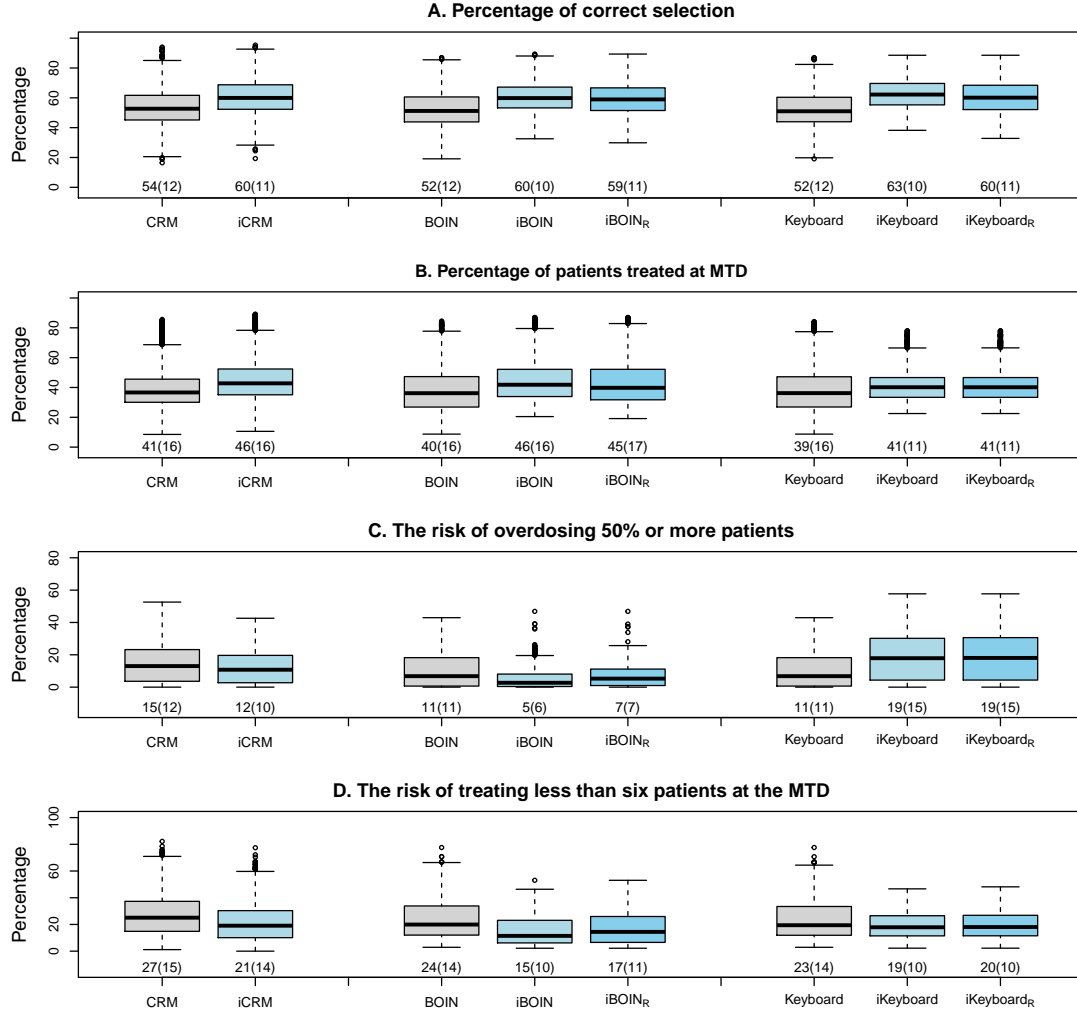 A. Percentage of correct selection
Percentage
0 20 40 60 80
54(12) 60(11) 52(12) 60(10) 59(11) 52(12) 63(10) 60(11)
CRM iCRM BOIN iBOIN iBOINR Keyboard iKeyboard iKeyboardR
B. Percentage of patients treated at MTD
Percentage
0 20 40 60 80
41(16) 46(16) 40(16) 46(16) 45(17) 39(16) 41(11) 41(11)
CRM iCRM BOIN iBOIN iBOINR Keyboard iKeyboard iKeyboardR
C. The risk of overdosing 50% or more patients
Percentage
0 20 40 60 80
15(12) 12(10) 11(11) 5(6) 7(7) 11(11) 19(15) 19(15)
CRM iCRM BOIN iBOIN iBOINR Keyboard iKeyboard iKeyboardR
D. The risk of treating less than six patients at the MTD
Percentage
0 20 60 100
27(15) 21(14) 24(14) 15(10) 17(11) 23(14) 19(10) 20(10)
CRM iCRM BOIN iBOIN iBOINR Keyboard iKeyboard iKeyboardR